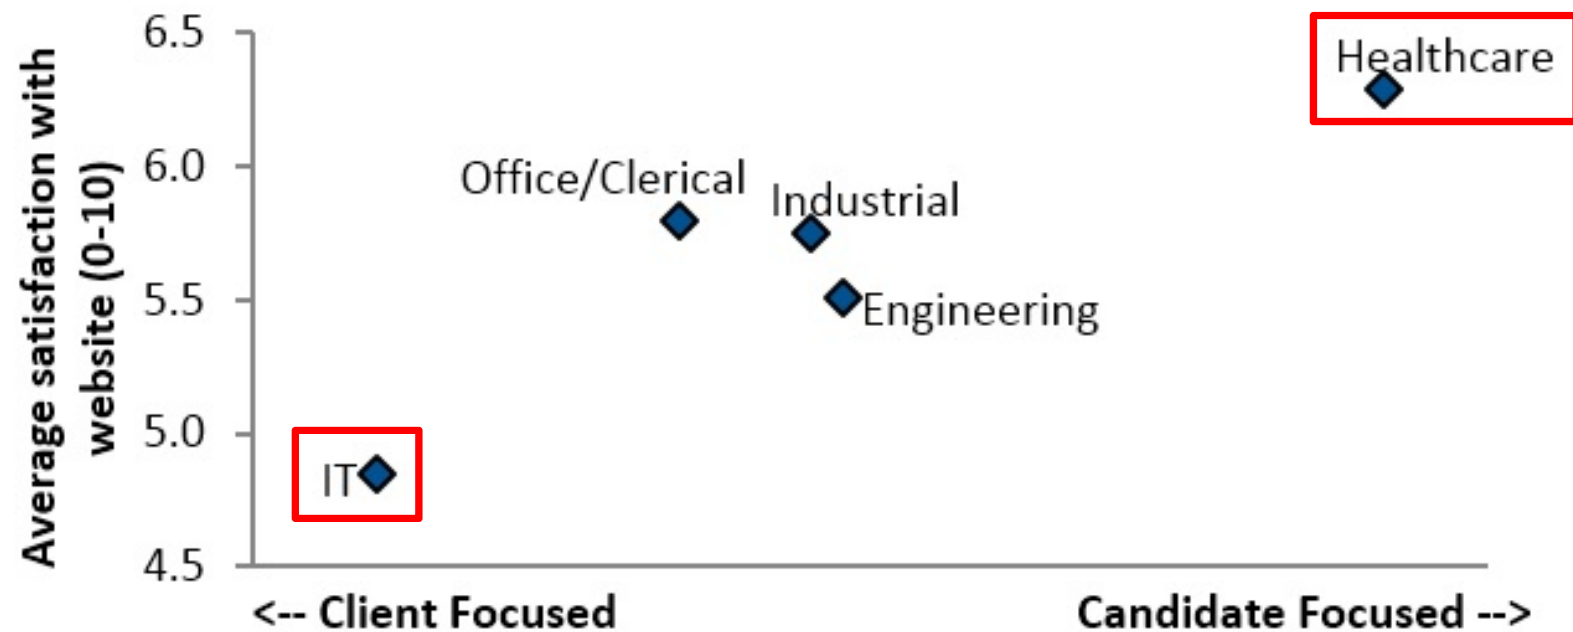 Average satisfaction with
website (0-10)
6.5
6.0
5.5
5.0
4.5
Healthcare
Office/Clerical
Industrial
Engineering
IT
<-- Client Focused
Candidate Focused -->